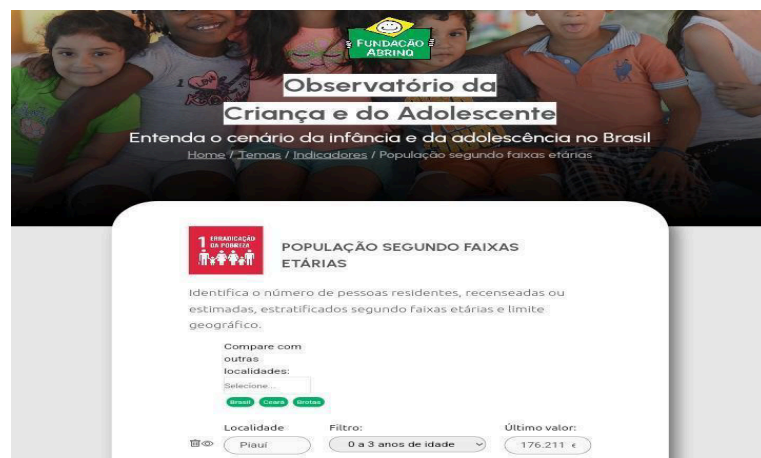 FUNDAÇÃO
ABRINQ
Observatório da
Criança e do Adolescente
Entenda o cenário da infância e da adolescência no Brasil
Home / Temas / Indicadores / População segundo faixas etárias
1 ERRADICAÇÃO
DA POBREZA
POPULAÇÃO SEGUNDO FAIXAS
ETÁRIAS
Identifica o número de pessoas residentes, recenseadas ou
estimadas, estratificados segundo faixas etárias e limite
geográfico.
Compare com
outras
localidades:
Selecione...
Brasil Ceará Brotas
Localidade Filtro: Último valor:
Piauí 0 a 3 anos de idade 176.211